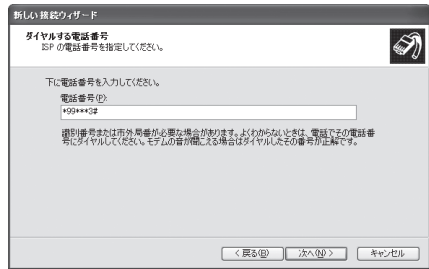 新しい接続ウィザード
ダイヤルする電話番号
ISP の電話番号を指定してください。
下に電話番号を入力してください。
電話番号(P):
*99***3#
識別番号または市外局番が必要な場合があります。よくわからないときは、電話でその電話番
号にダイヤルしてください。モデムの音が聞こえる場合はダイヤルしたその番号が正解です。
< 戻る(B)
次へ(N) >
キャンセル